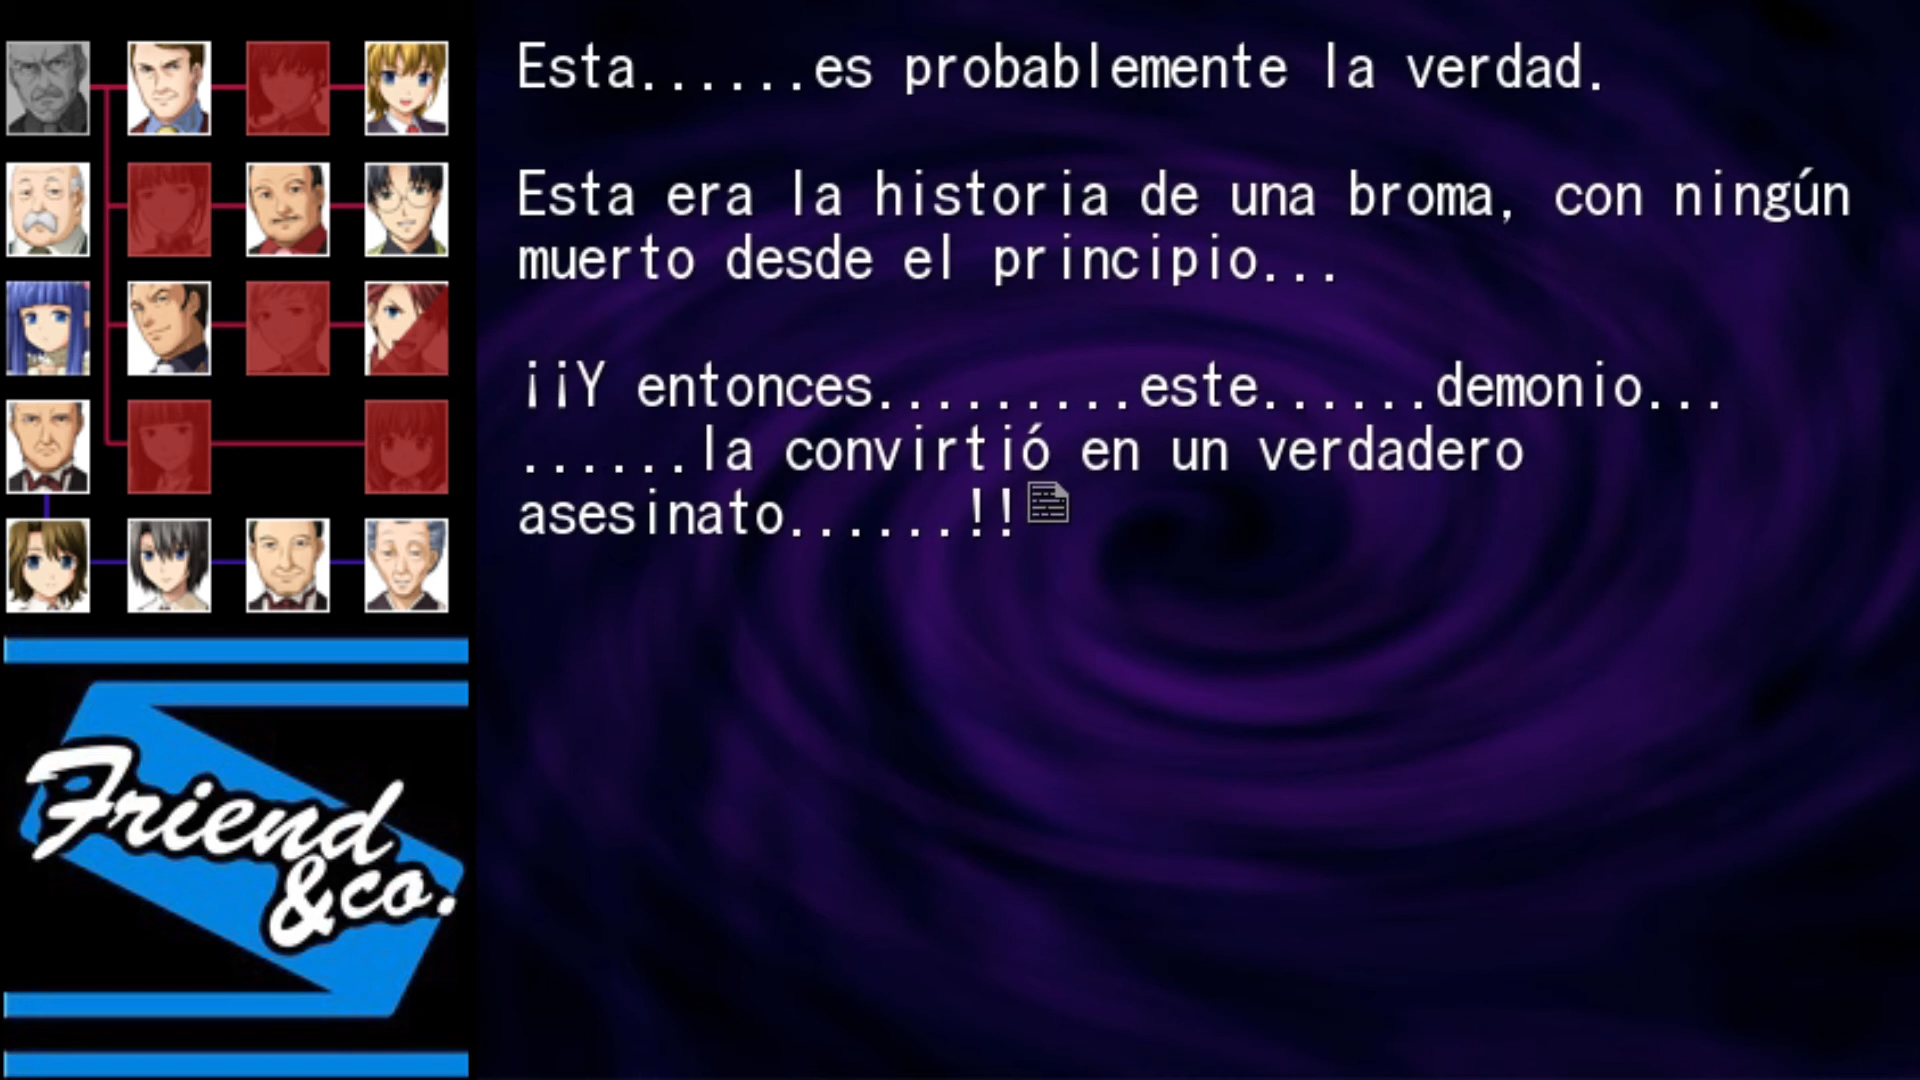 Esta......es probablemente la verdad.
Esta era la historia de una broma, con ningún
muerto desde el principio...
¡¡Y entonces.........este......demonio...
......la convirtió en un verdadero
asesinato......!!
Friend
&co.